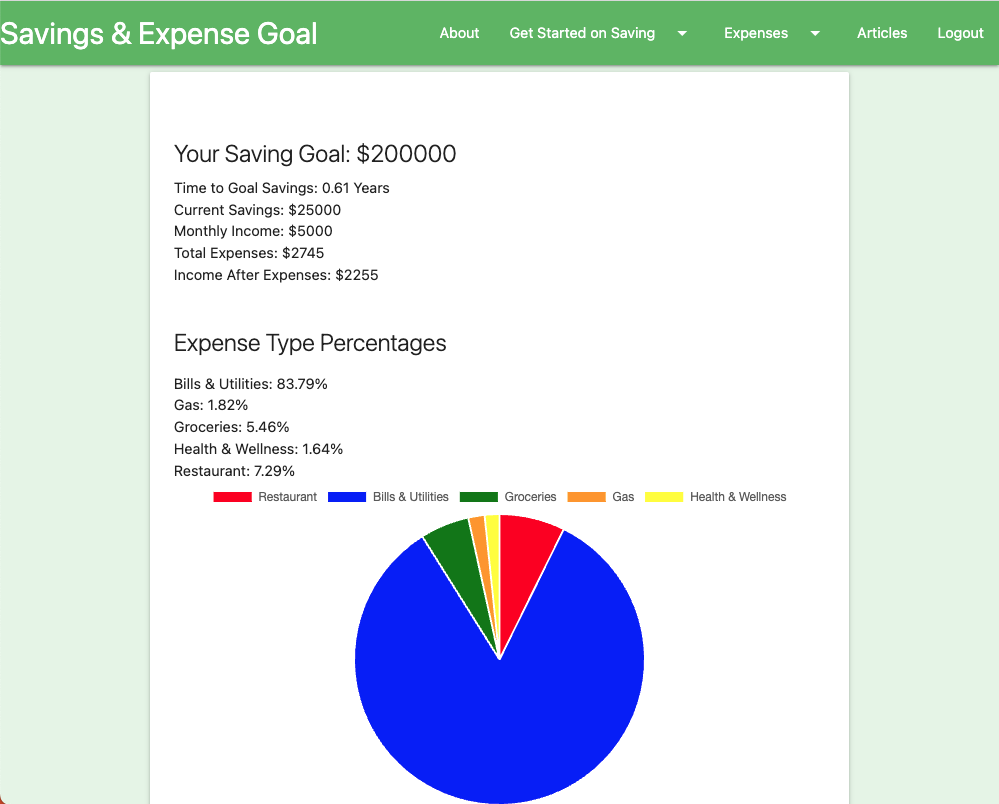 Savings & Expense Goal
About Get Started on Saving Expenses Articles Logout
Your Saving Goal: $200000
Time to Goal Savings: 0.61 Years
Current Savings: $25000
Monthly Income: $5000
Total Expenses: $2745
Income After Expenses: $2255
Expense Type Percentages
Bills & Utilities: 83.79%
Gas: 1.82%
Groceries: 5.46%
Health & Wellness: 1.64%
Restaurant: 7.29%
Restaurant Bills & Utilities Groceries Gas Health & Wellness